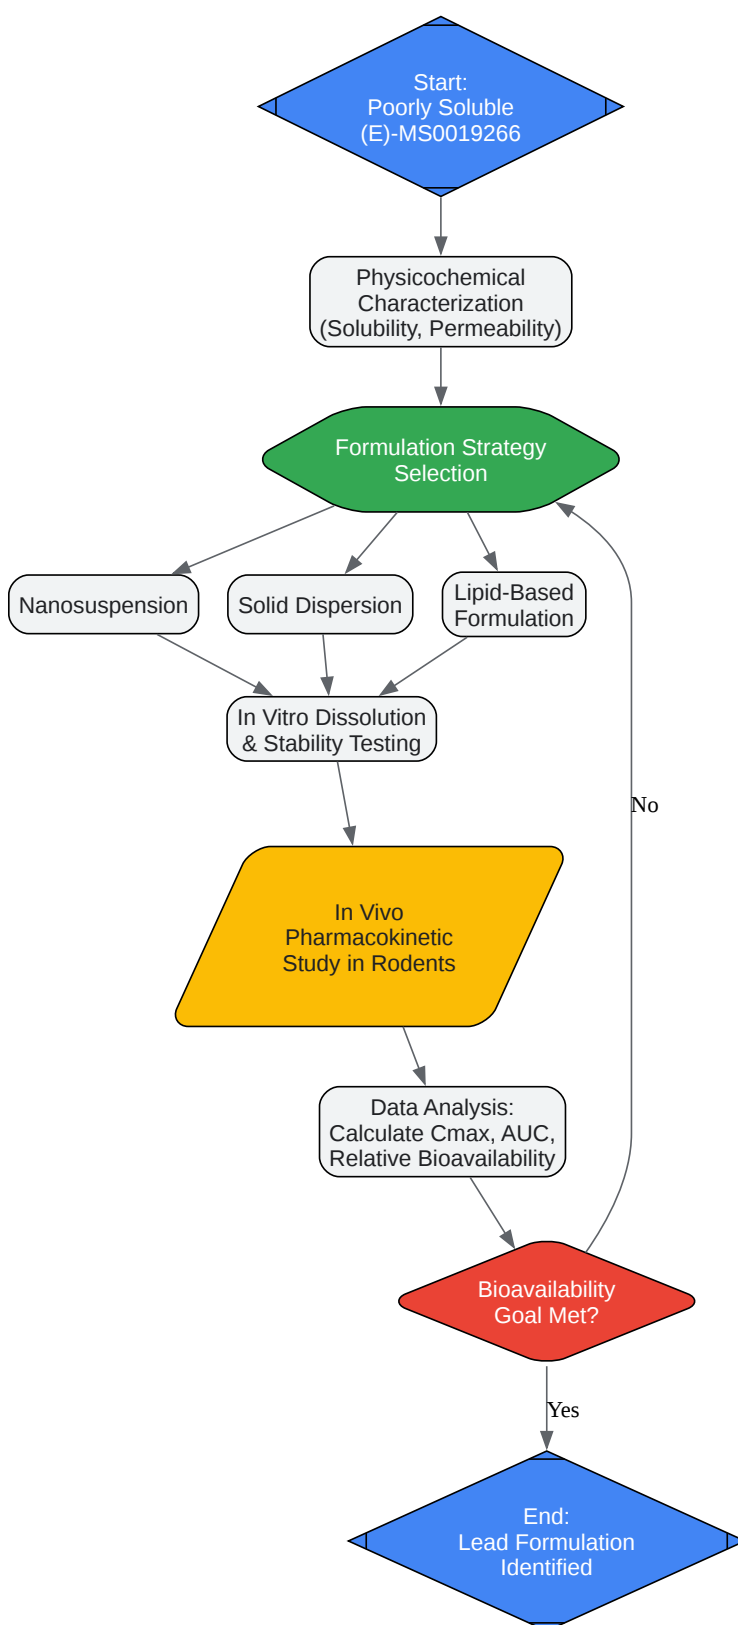 Start:
Poorly Soluble
(E)-MS0019266
Physicochemical
Characterization
(Solubility, Permeability)
Formulation Strategy
Selection
Nanosuspension
Solid Dispersion
Lipid-Based
Formulation
In Vitro Dissolution
& Stability Testing
No
In Vivo
Pharmacokinetic
Study in Rodents
Data Analysis:
Calculate Cmax, AUC,
Relative Bioavailability
Bioavailability
Goal Met?
Yes
End:
Lead Formulation
Identified